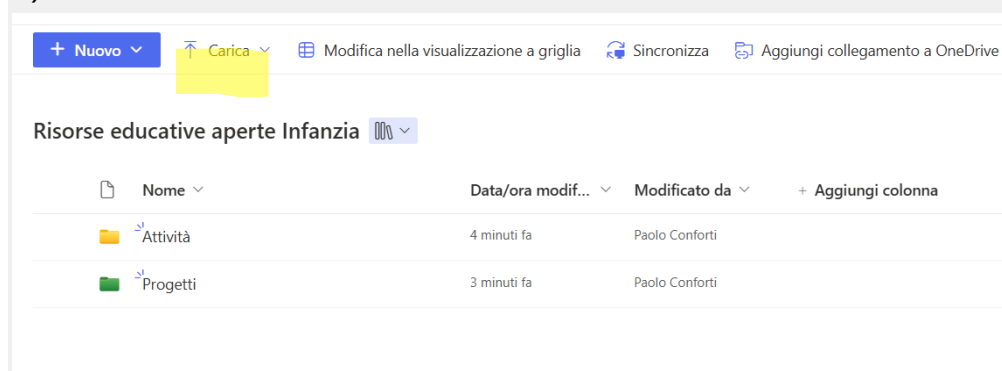 + Nuovo Carica Modifica nella visualizzazione a griglia Sincronizza Aggiungi collegamento a OneDrive
Risorse educative aperte Infanzia
Nome Data/ora modif... Modificato da + Aggiungi colonna
Attività 4 minuti fa Paolo Conforti
Progetti 3 minuti fa Paolo Conforti